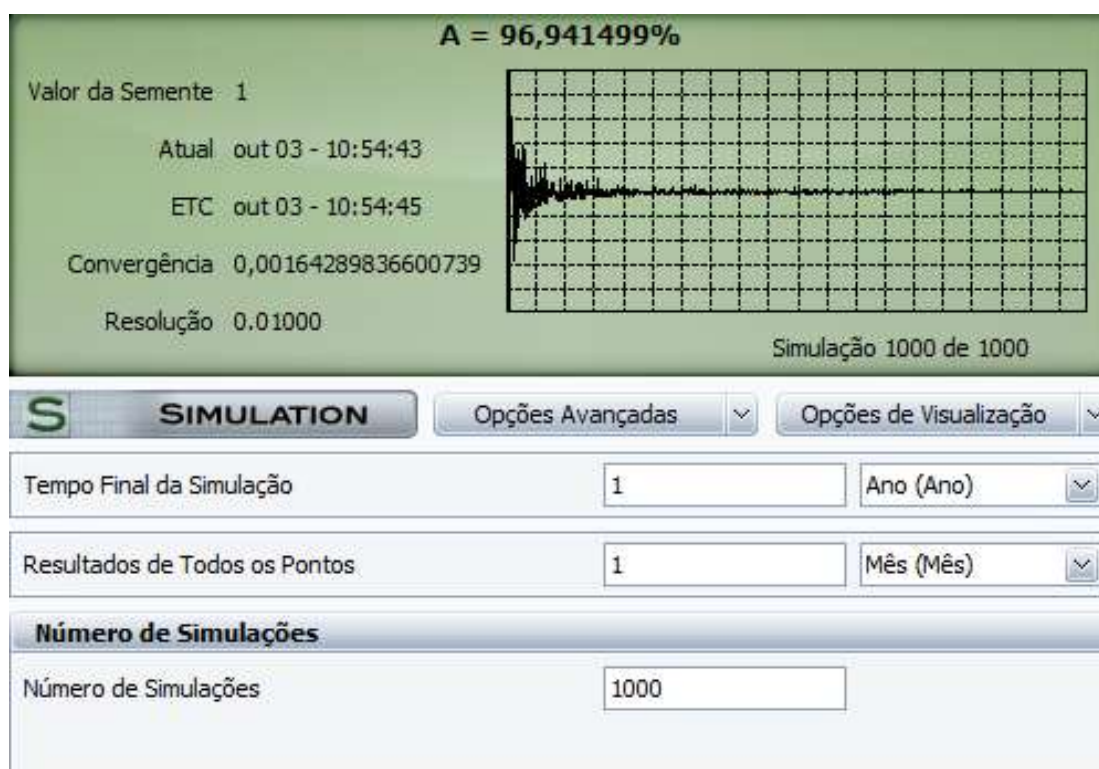 A = 96,941499%
Valor da Semente 1
Atual out 03 - 10:54:43
ETC out 03 - 10:54:45
Convergência 0,00164289836600739
Resolução 0.01000
Simulação 1000 de 1000
S SIMULATION Opções Avançadas Opções de Visualização
Tempo Final da Simulação 1 Ano (Ano)
Resultados de Todos os Pontos 1 Mês (Mês)
Número de Simulações
Número de Simulações 1000